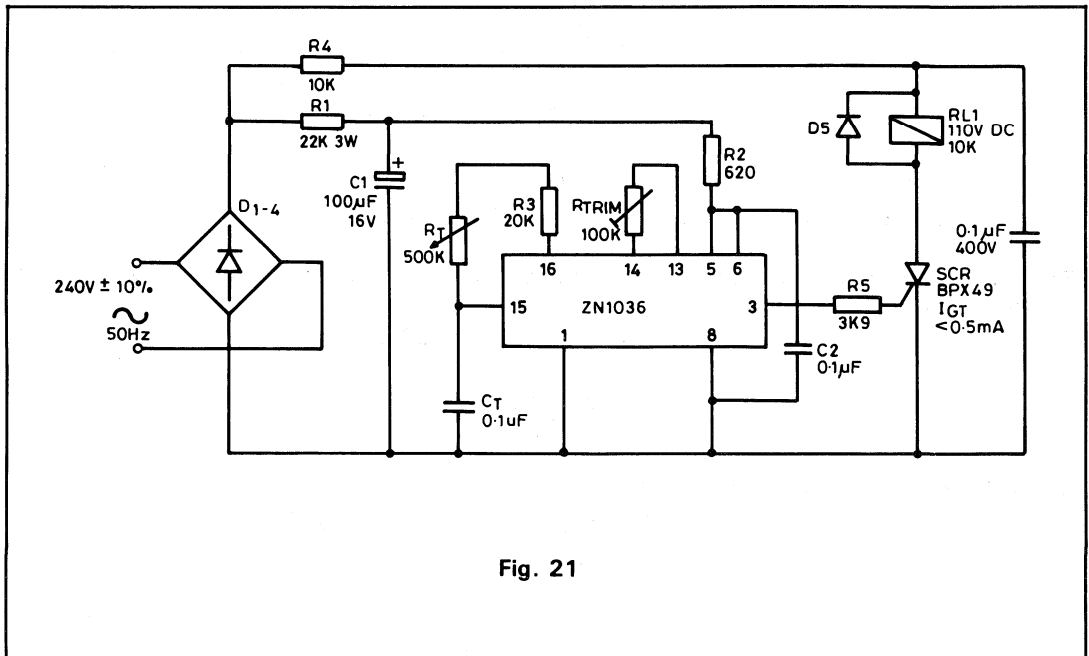 R4
10K
R1
22K 3W
D1-4
C1
100µF
16V
+
240V ± 10%
50Hz
RT
500K
R3
20K
RTRIM
100K
R2
620
D5
RL1
110V DC
10K
0·1µF
400V
16
14
13
5
6
15
ZN1036
3
1
8
R5
3K9
SCR
BPX49
IGT
<0·5mA
C2
0·1µF
CT
0·1uF
Fig. 21